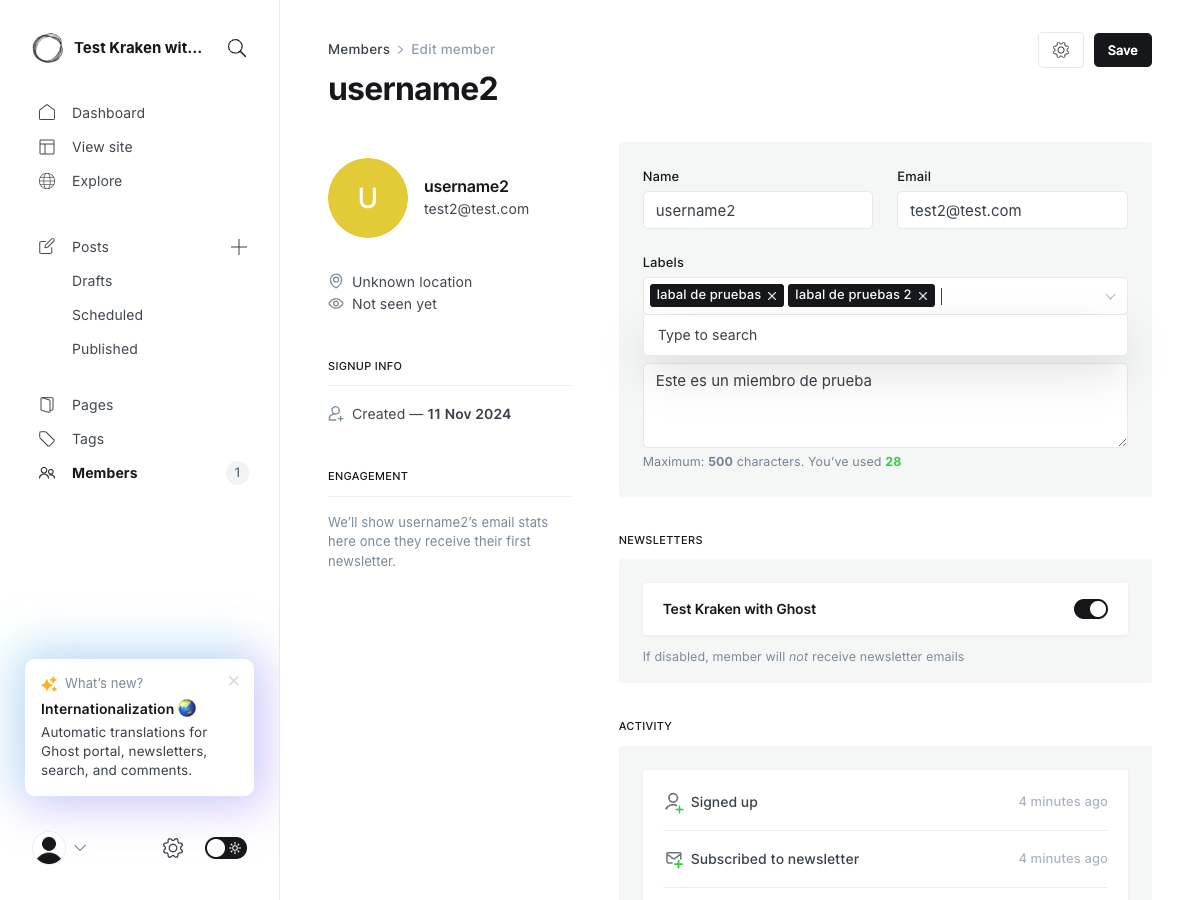 Test Kraken wit...
Dashboard
View site
Explore
Posts
Drafts
Scheduled
Published
Pages
Tags
Members 1
What's new?
Internationalization
Automatic translations for
Ghost portal, newsletters,
search, and comments.
Members > Edit member
Save
username2
U
username2
test2@test.com
Unknown location
Not seen yet
SIGNUP INFO
Created — 11 Nov 2024
ENGAGEMENT
We'll show username2's email stats
here once they receive their first
newsletter.
Name
username2
Email
test2@test.com
Labels
labal de pruebas
labal de pruebas 2
Type to search
Este es un miembro de prueba
Maximum: 500 characters. You've used 28
NEWSLETTERS
Test Kraken with Ghost
If disabled, member will not receive newsletter emails
ACTIVITY
Signed up 4 minutes ago
Subscribed to newsletter 4 minutes ago